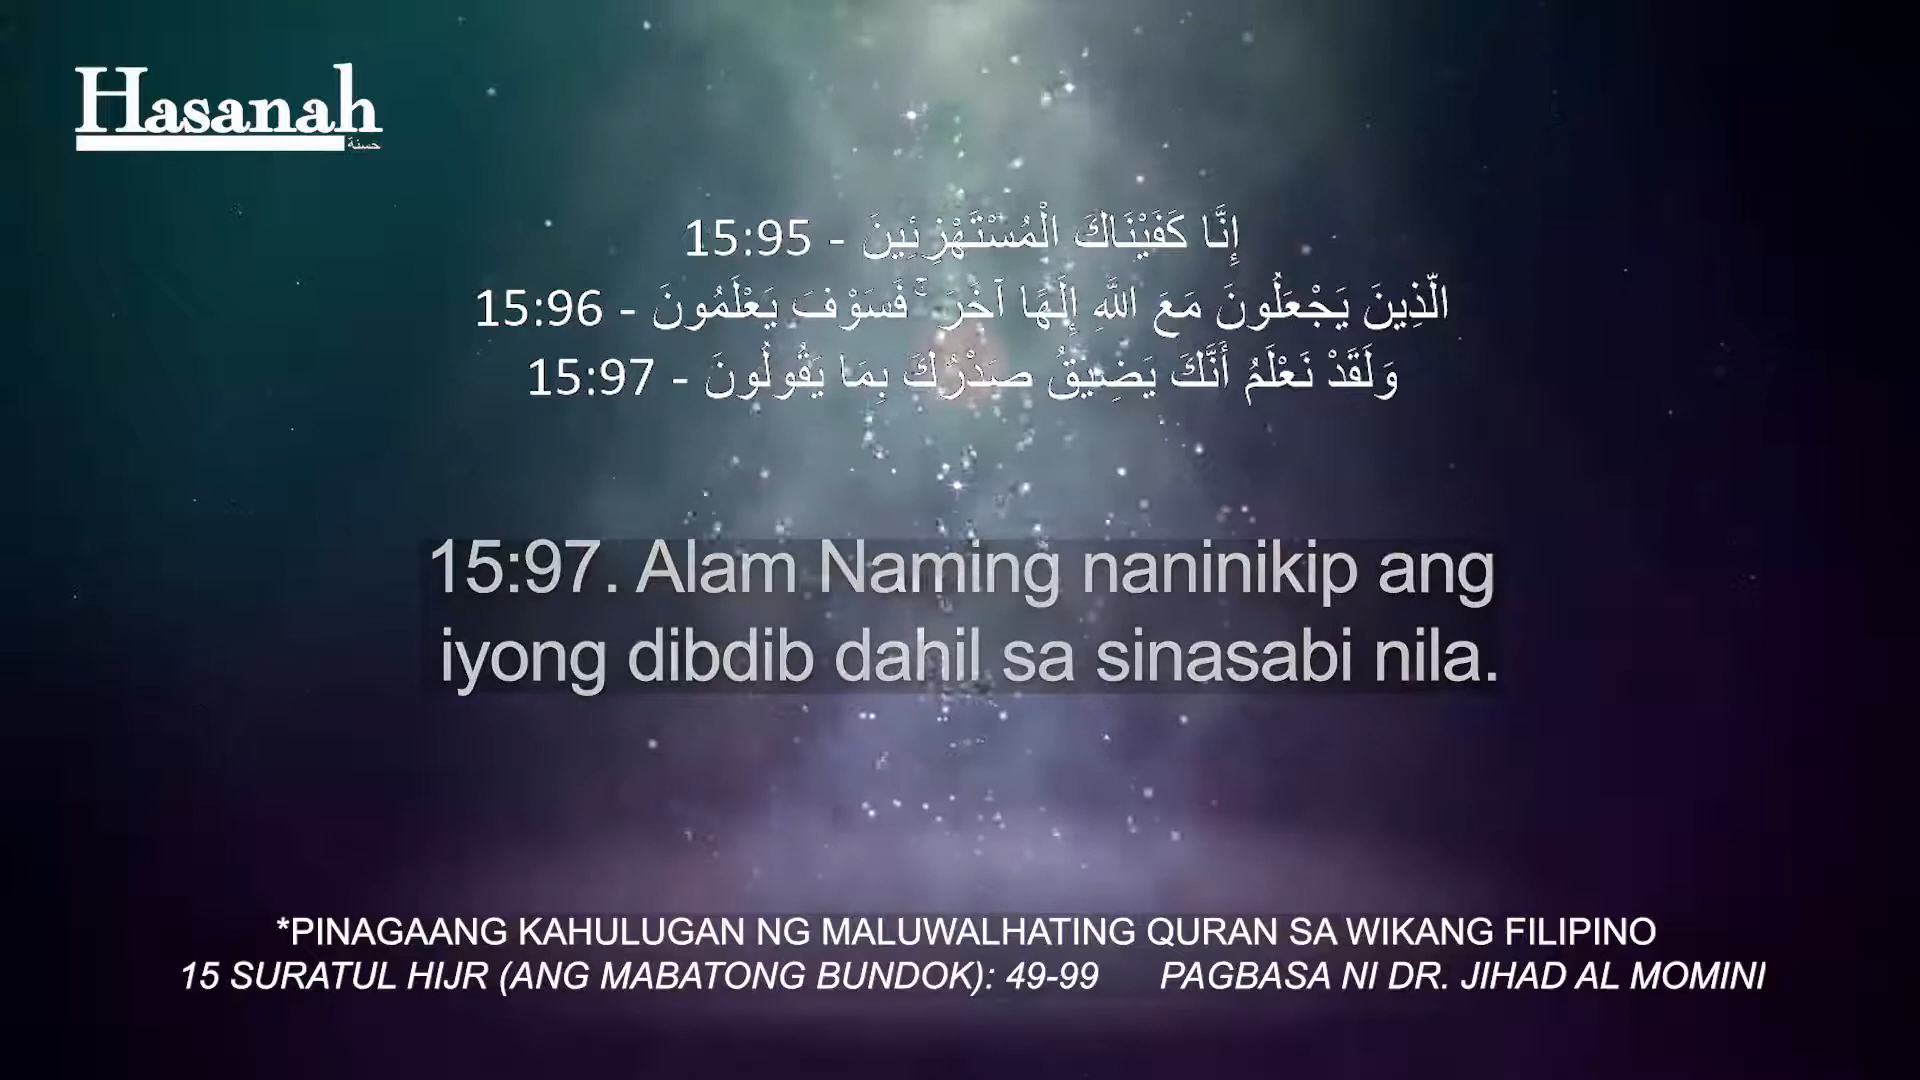 Hasanah
حسنة
إِنَّا كَفَيْنَاكَ الْمُسْتَهْزِئِينَ - 15:95
الَّذِينَ يَجْعَلُونَ مَعَ اللَّهِ إِلَٰهًا آخَرَ ۚ فَسَوْفَ يَعْلَمُونَ - 15:96
وَلَقَدْ نَعْلَمُ أَنَّكَ يَضِيقُ صَدْرُكَ بِمَا يَقُولُونَ - 15:97
15:97. Alam Naming naninikip ang
iyong dibdib dahil sa sinasabi nila.
*PINAGAANG KAHULUGAN NG MALUWALHATING QURAN SA WIKANG FILIPINO
15 SURATUL HIJR (ANG MABATONG BUNDOK): 49-99 PAGBASA NI DR. JIHAD AL MOMINI